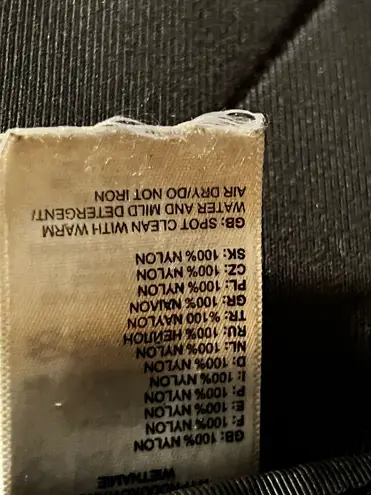 WIETNAMIE
GB: 100% NYLON
F: 100% NYLON
E: 100% NYLON
P: 100% NYLON
I: 100% NYLON
D: 100% NYLON
NL: 100% NYLON
RU: 100% НЕЙЛОН
TR: %100 NAYLON
GR: 100% ΝΑΙΛΟΝ
PL: 100% NYLON
CZ: 100% NYLON
SK: 100% NYLON
GB: SPOT CLEAN WITH WARM
WATER AND MILD DETERGENT/
AIR DRY/DO NOT IRON